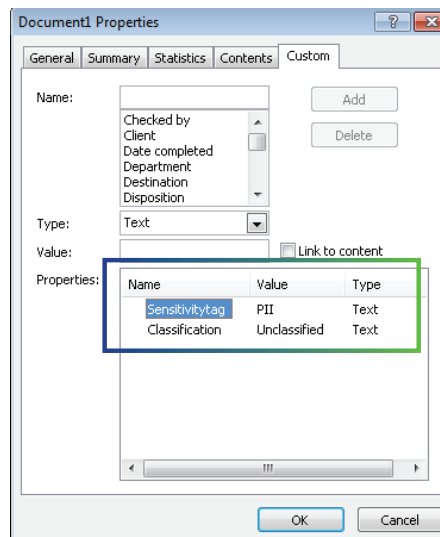 Document1 Properties
General Summary Statistics Contents Custom
Name:
Add
Checked by
Client
Date completed
Department
Destination
Disposition
Delete
Type: Text
Value: Link to content
Properties:
Name Value Type
Sensitivitytag PII Text
Classification Unclassified Text
OK Cancel